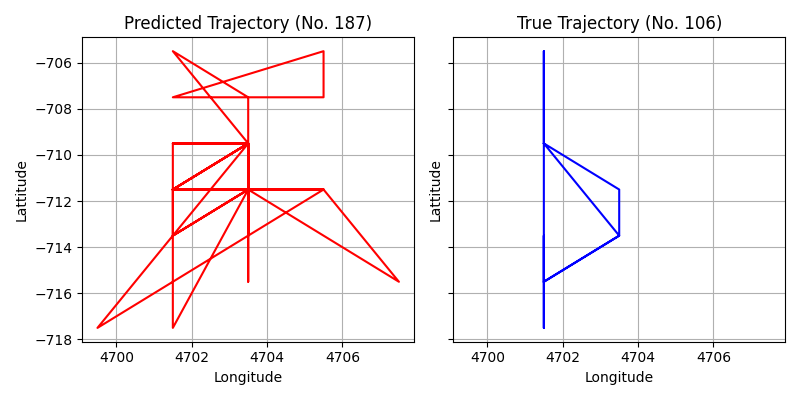 Predicted Trajectory (No. 187)
−706
−708
−710
−712
−714
−716
−718
Lattitude
4700 4702 4704 4706
Longitude
True Trajectory (No. 106)
Lattitude
4700 4702 4704 4706
Longitude